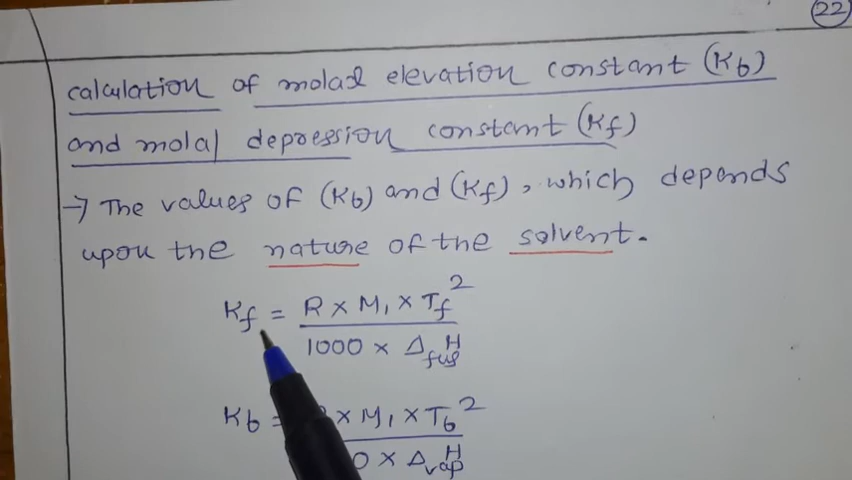 22
calculation of molal elevation constant (Kb)
and molal depression constant (Kf)
→ The values of (Kb) and (Kf), which depends
upon the nature of the solvent.
Kf = R × M₁ × Tf²
1000 × ΔfusH
Kb = × M₁ × Tb²
0 × ΔvapH